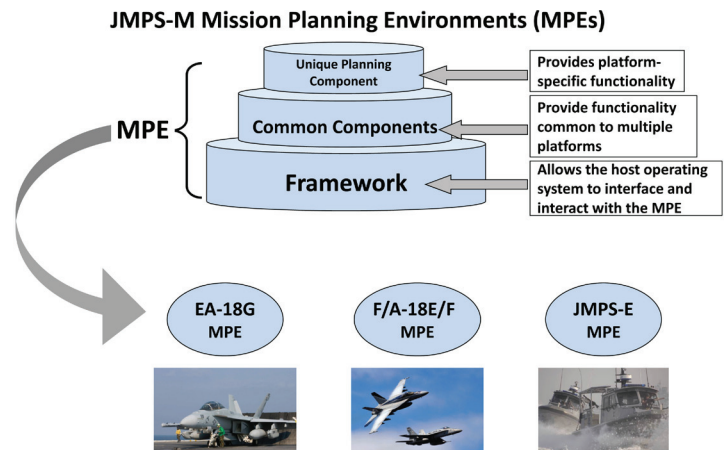 JMPS-M Mission Planning Environments (MPEs)
Unique Planning
Component
Provides platform-
specific functionality
MPE
Common Components
Provide functionality
common to multiple
platforms
Framework
Allows the host operating
system to interface and
interact with the MPE
EA-18G
MPE
F/A-18E/F
MPE
JMPS-E
MPE